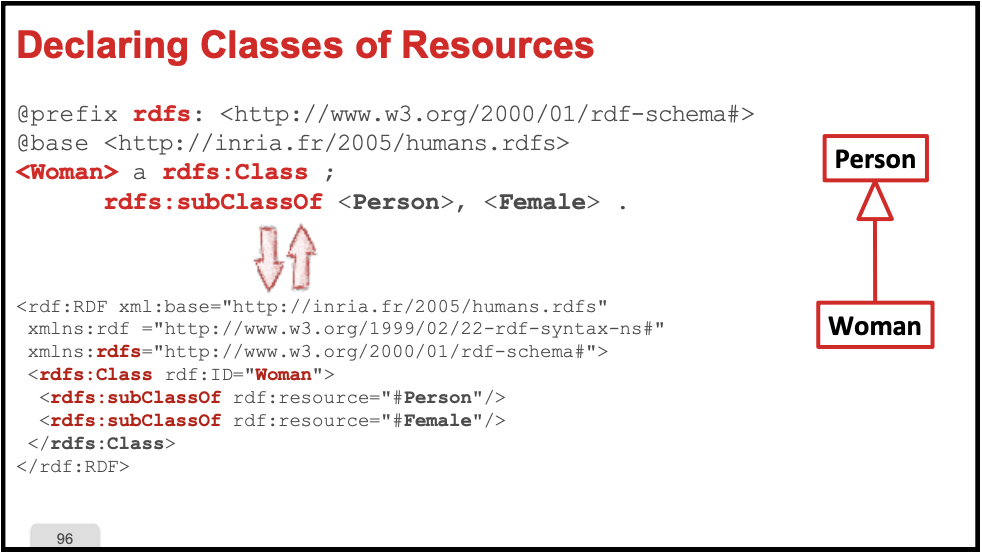 Declaring Classes of Resources
@prefix rdfs: <http://www.w3.org/2000/01/rdf-schema#>
@base <http://inria.fr/2005/humans.rdfs>
<Woman> a rdfs:Class ;
rdfs:subClassOf <Person>, <Female> .
<rdf:RDF xml:base="http://inria.fr/2005/humans.rdfs"
xmlns:rdf ="http://www.w3.org/1999/02/22-rdf-syntax-ns#"
xmlns:rdfs="http://www.w3.org/2000/01/rdf-schema#">
<rdfs:Class rdf:ID="Woman">
<rdfs:subClassOf rdf:resource="#Person"/>
<rdfs:subClassOf rdf:resource="#Female"/>
</rdfs:Class>
</rdf:RDF>
Person
Woman
96